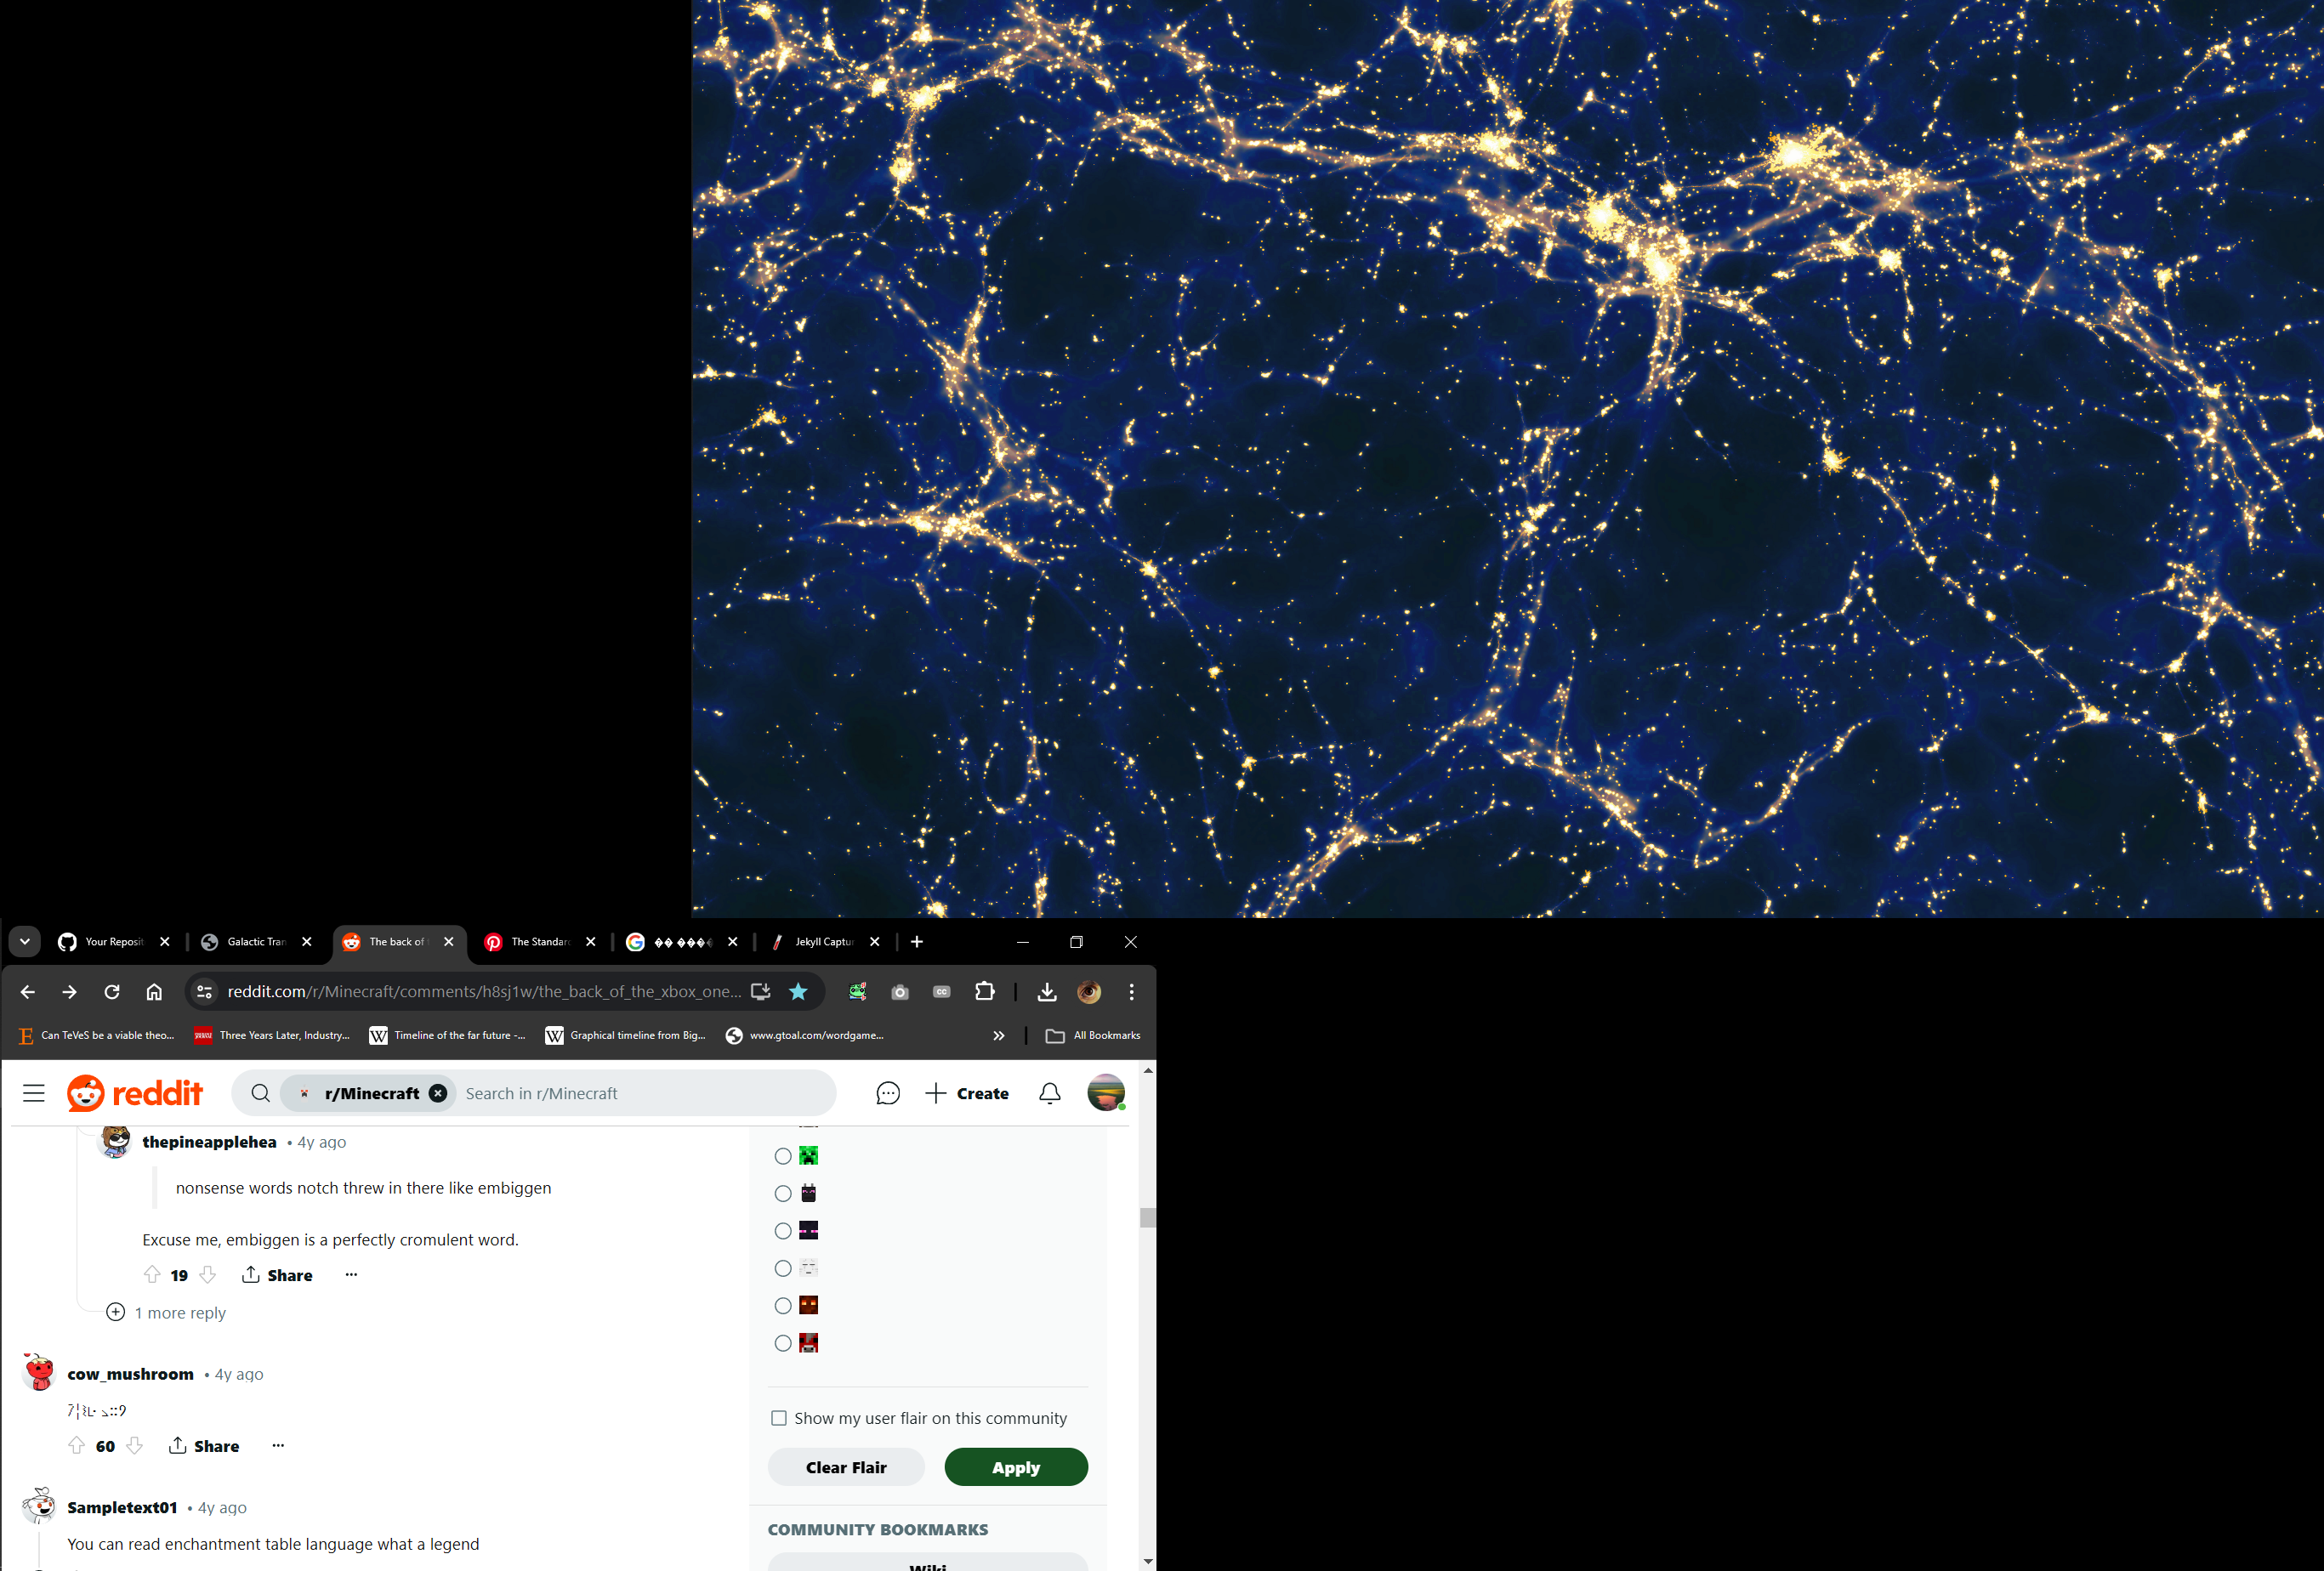 Your Reposit
Galactic Tran
The back of
The Standar
�� ����
Jekyll Captur
reddit.com/r/Minecraft/comments/h8sj1w/the_back_of_the_xbox_one...
Can TeVeS be a viable theo...
Three Years Later, Industry...
Timeline of the far future -...
Graphical timeline from Big...
www.gtoal.com/wordgame...
All Bookmarks
reddit
r/Minecraft
Search in r/Minecraft
Create
thepineapplehea • 4y ago
nonsense words notch threw in there like embiggen
Excuse me, embiggen is a perfectly cromulent word.
19
Share
1 more reply
cow_mushroom • 4y ago
60
Share
Sampletext01 • 4y ago
You can read enchantment table language what a legend
Show my user flair on this community
Clear Flair
Apply
COMMUNITY BOOKMARKS
Wiki